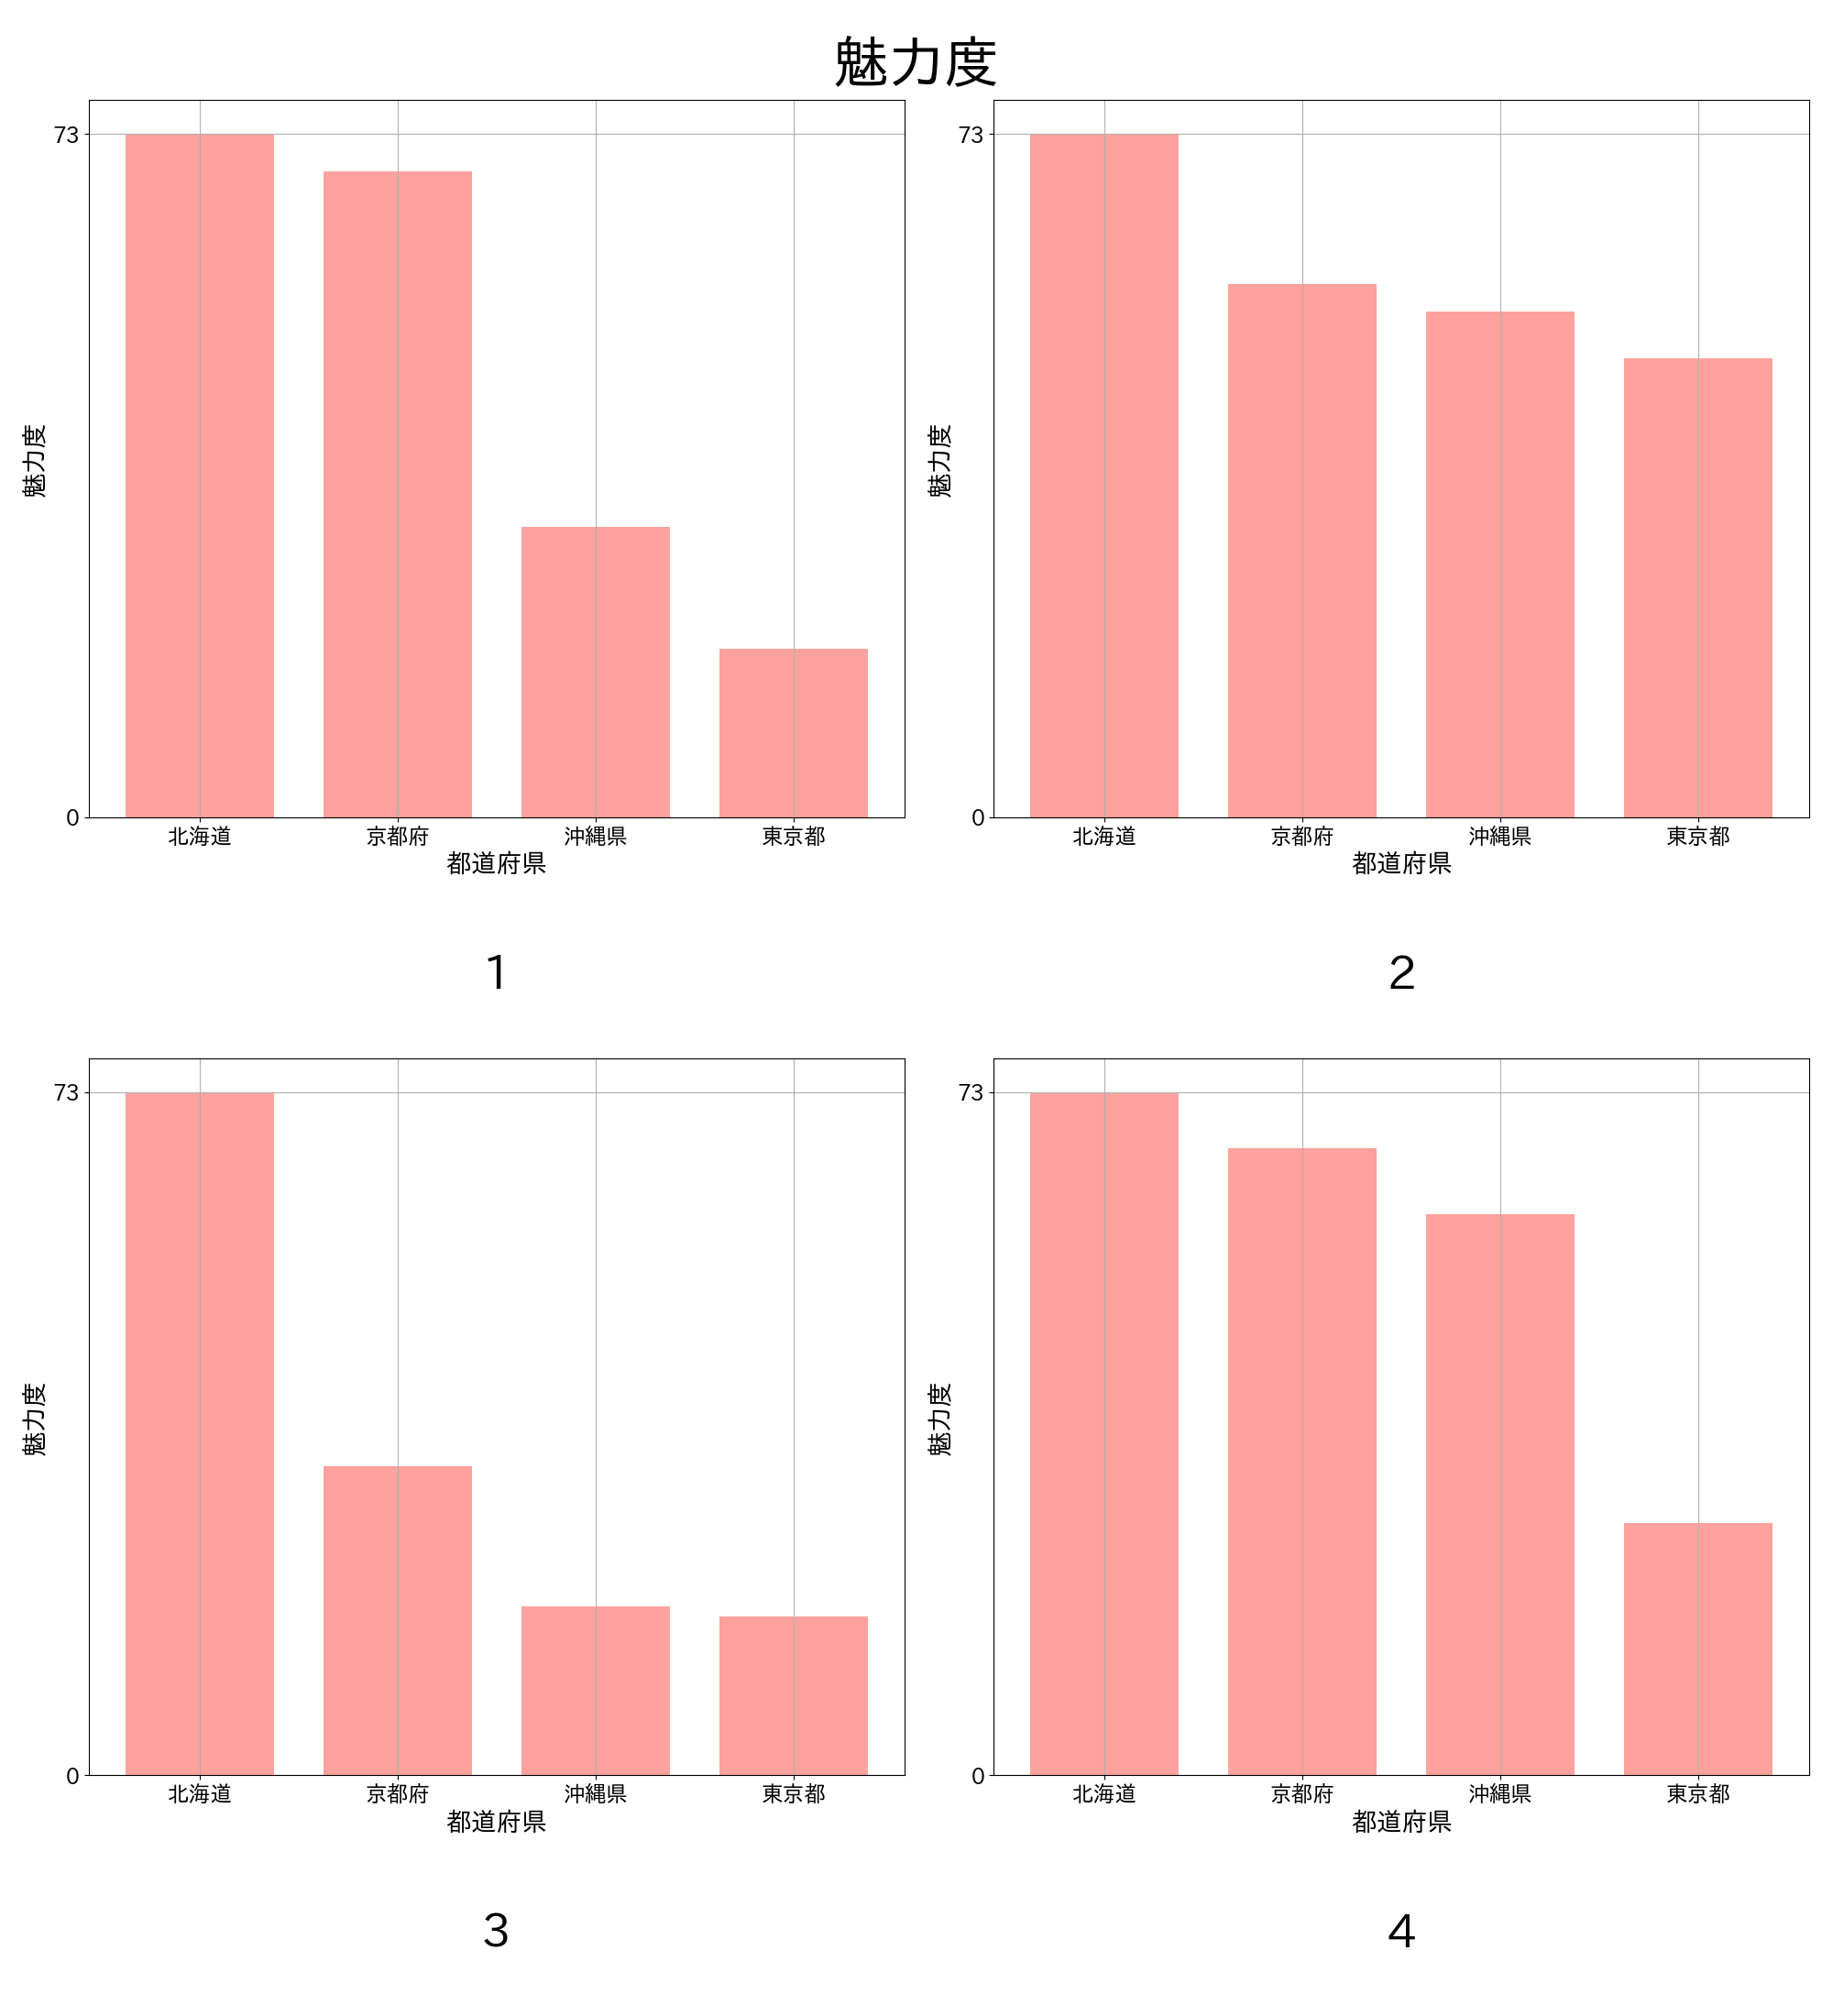 魅力度
73
0
魅力度
北海道 京都府 沖縄県 東京都
都道府県
1
73
0
魅力度
北海道 京都府 沖縄県 東京都
都道府県
2
73
0
魅力度
北海道 京都府 沖縄県 東京都
都道府県
3
73
0
魅力度
北海道 京都府 沖縄県 東京都
都道府県
4